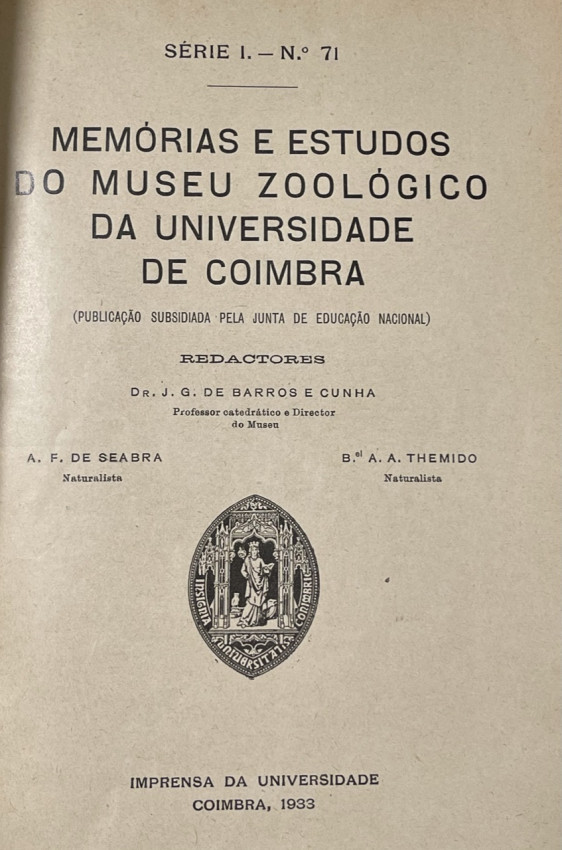 SÉRIE I. — N.º 71
MEMÓRIAS E ESTUDOS
DO MUSEU ZOOLÓGICO
DA UNIVERSIDADE
DE COIMBRA
(PUBLICAÇÃO SUBSIDIADA PELA JUNTA DE EDUCAÇÃO NACIONAL)
REDACTORES
DR. J. G. DE BARROS E CUNHA
Professor catedrático e Director
do Museu
A. F. DE SEABRA
Naturalista
B.el A. A. THEMIDO
Naturalista
INSIGNIA
UNIVERSITATIS
CONIMBRIG
IMPRENSA DA UNIVERSIDADE
COIMBRA, 1933